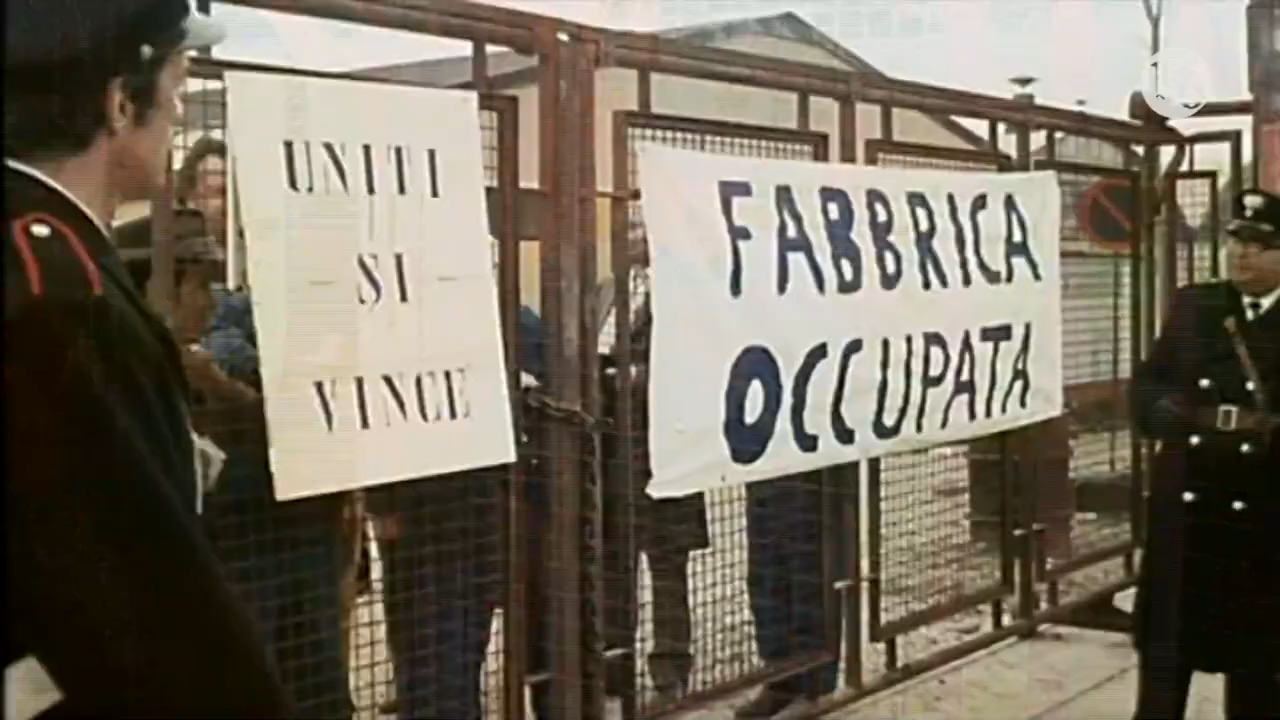 UNITI
- SI -
VINCE
FABBRICA
OCCUPATA